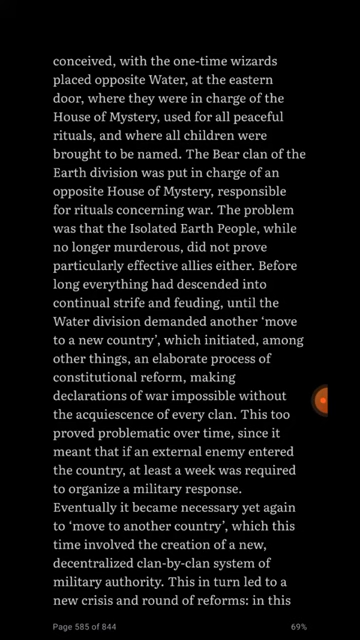 conceived, with the one-time wizards
placed opposite Water, at the eastern
door, where they were in charge of the
House of Mystery, used for all peaceful
rituals, and where all children were
brought to be named. The Bear clan of the
Earth division was put in charge of an
opposite House of Mystery, responsible
for rituals concerning war. The problem
was that the Isolated Earth People, while
no longer murderous, did not prove
particularly effective allies either. Before
long everything had descended into
continual strife and feuding, until the
Water division demanded another ‘move
to a new country’, which initiated, among
other things, an elaborate process of
constitutional reform, making
declarations of war impossible without
the acquiescence of every clan. This too
proved problematic over time, since it
meant that if an external enemy entered
the country, at least a week was required
to organize a military response.
Eventually it became necessary yet again
to ‘move to another country’, which this
time involved the creation of a new,
decentralized clan-by-clan system of
military authority. This in turn led to a
new crisis and round of reforms: in this
Page 585 of 844 69%